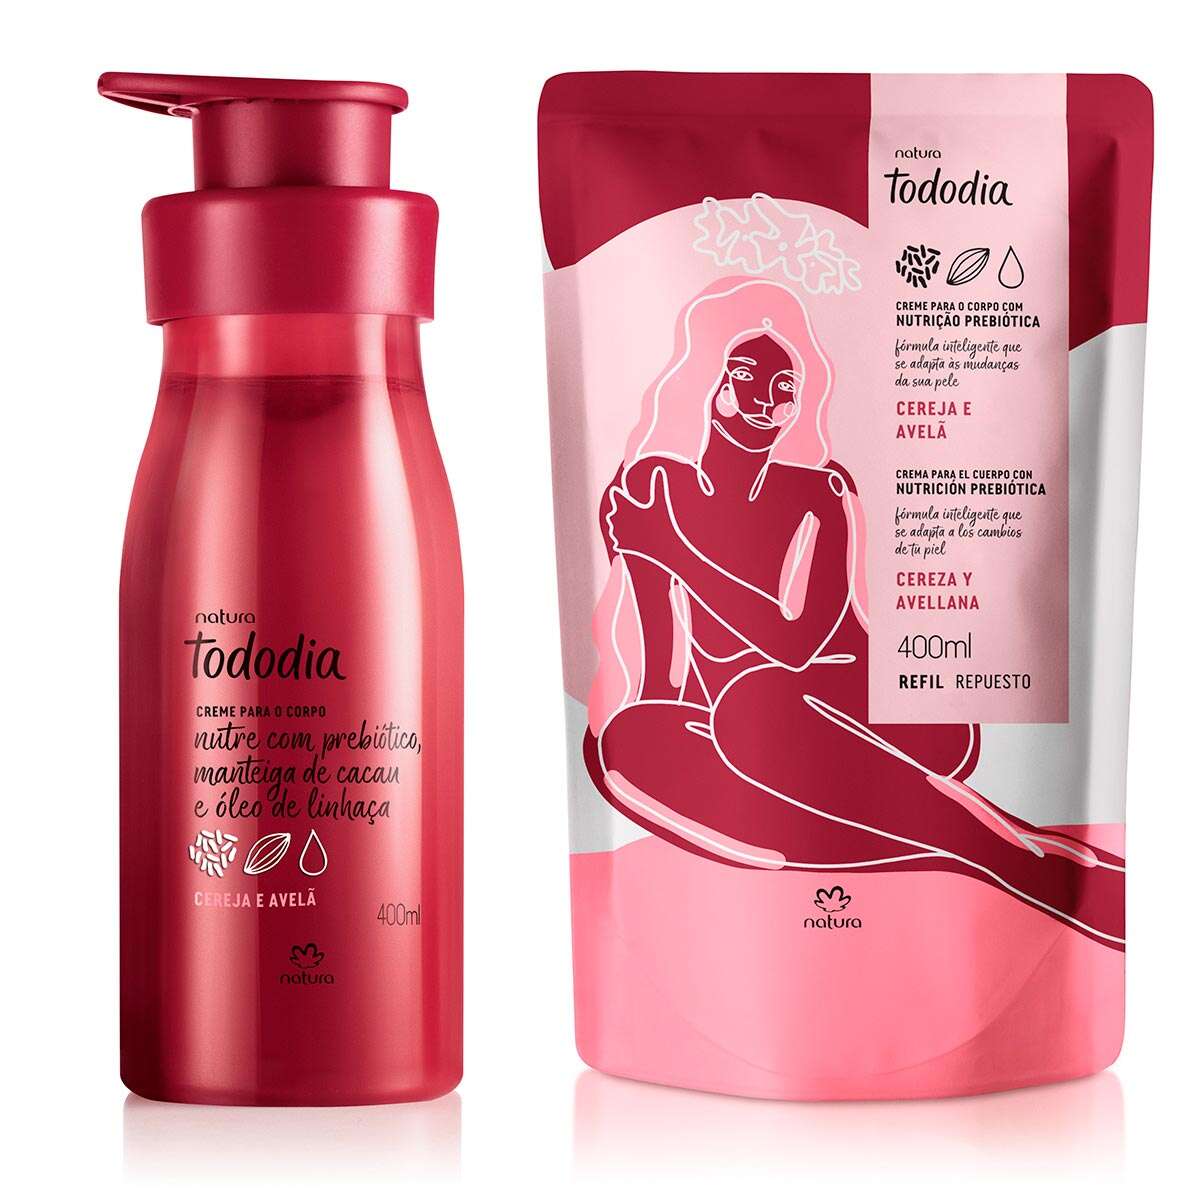 natura
Tododia
CREME PARA O CORPO
nutre com prebiótico,
manteiga de cacau
e óleo de linhaça
CEREJA E AVELÃ
400ml
natura
natura
Tododia
CREME PARA O CORPO COM
NUTRIÇÃO PREBIÓTICA
fórmula inteligente que
se adapta às mudanças
da sua pele
CEREJA E
AVELÃ
CREMA PARA EL CUERPO CON
NUTRICIÓN PREBIÓTICA
fórmula inteligente que
se adapta a los cambios
de tu piel
CEREZA Y
AVELLANA
400ml
REFIL REPUESTO
natura